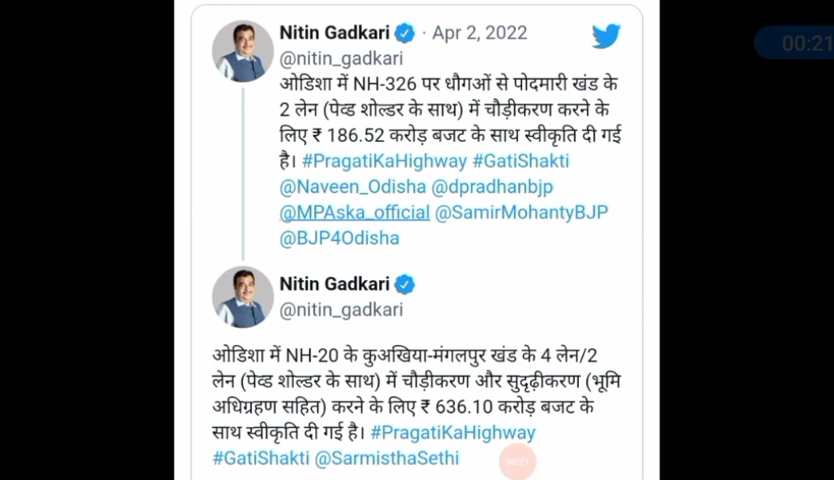 Nitin Gadkari · Apr 2, 2022
@nitin_gadkari
ओडिशा में NH-326 पर धौगओं से पोदमारी खंड के
2 लेन (पेव्ड शोल्डर के साथ) में चौड़ीकरण करने के
लिए ₹ 186.52 करोड़ बजट के साथ स्वीकृति दी गई
है। #PragatiKaHighway #GatiShakti
@Naveen_Odisha @dpradhanbjp
@MPAska_official @SamirMohantyBJP
@BJP4Odisha
Nitin Gadkari
@nitin_gadkari
ओडिशा में NH-20 के कुअखिया-मंगलपुर खंड के 4 लेन/2
लेन (पेव्ड शोल्डर के साथ) में चौड़ीकरण और सुदृढ़ीकरण (भूमि
अधिग्रहण सहित) करने के लिए ₹ 636.10 करोड़ बजट के
साथ स्वीकृति दी गई है। #PragatiKaHighway
#GatiShakti @SarmisthaSethi
00:21
00:21